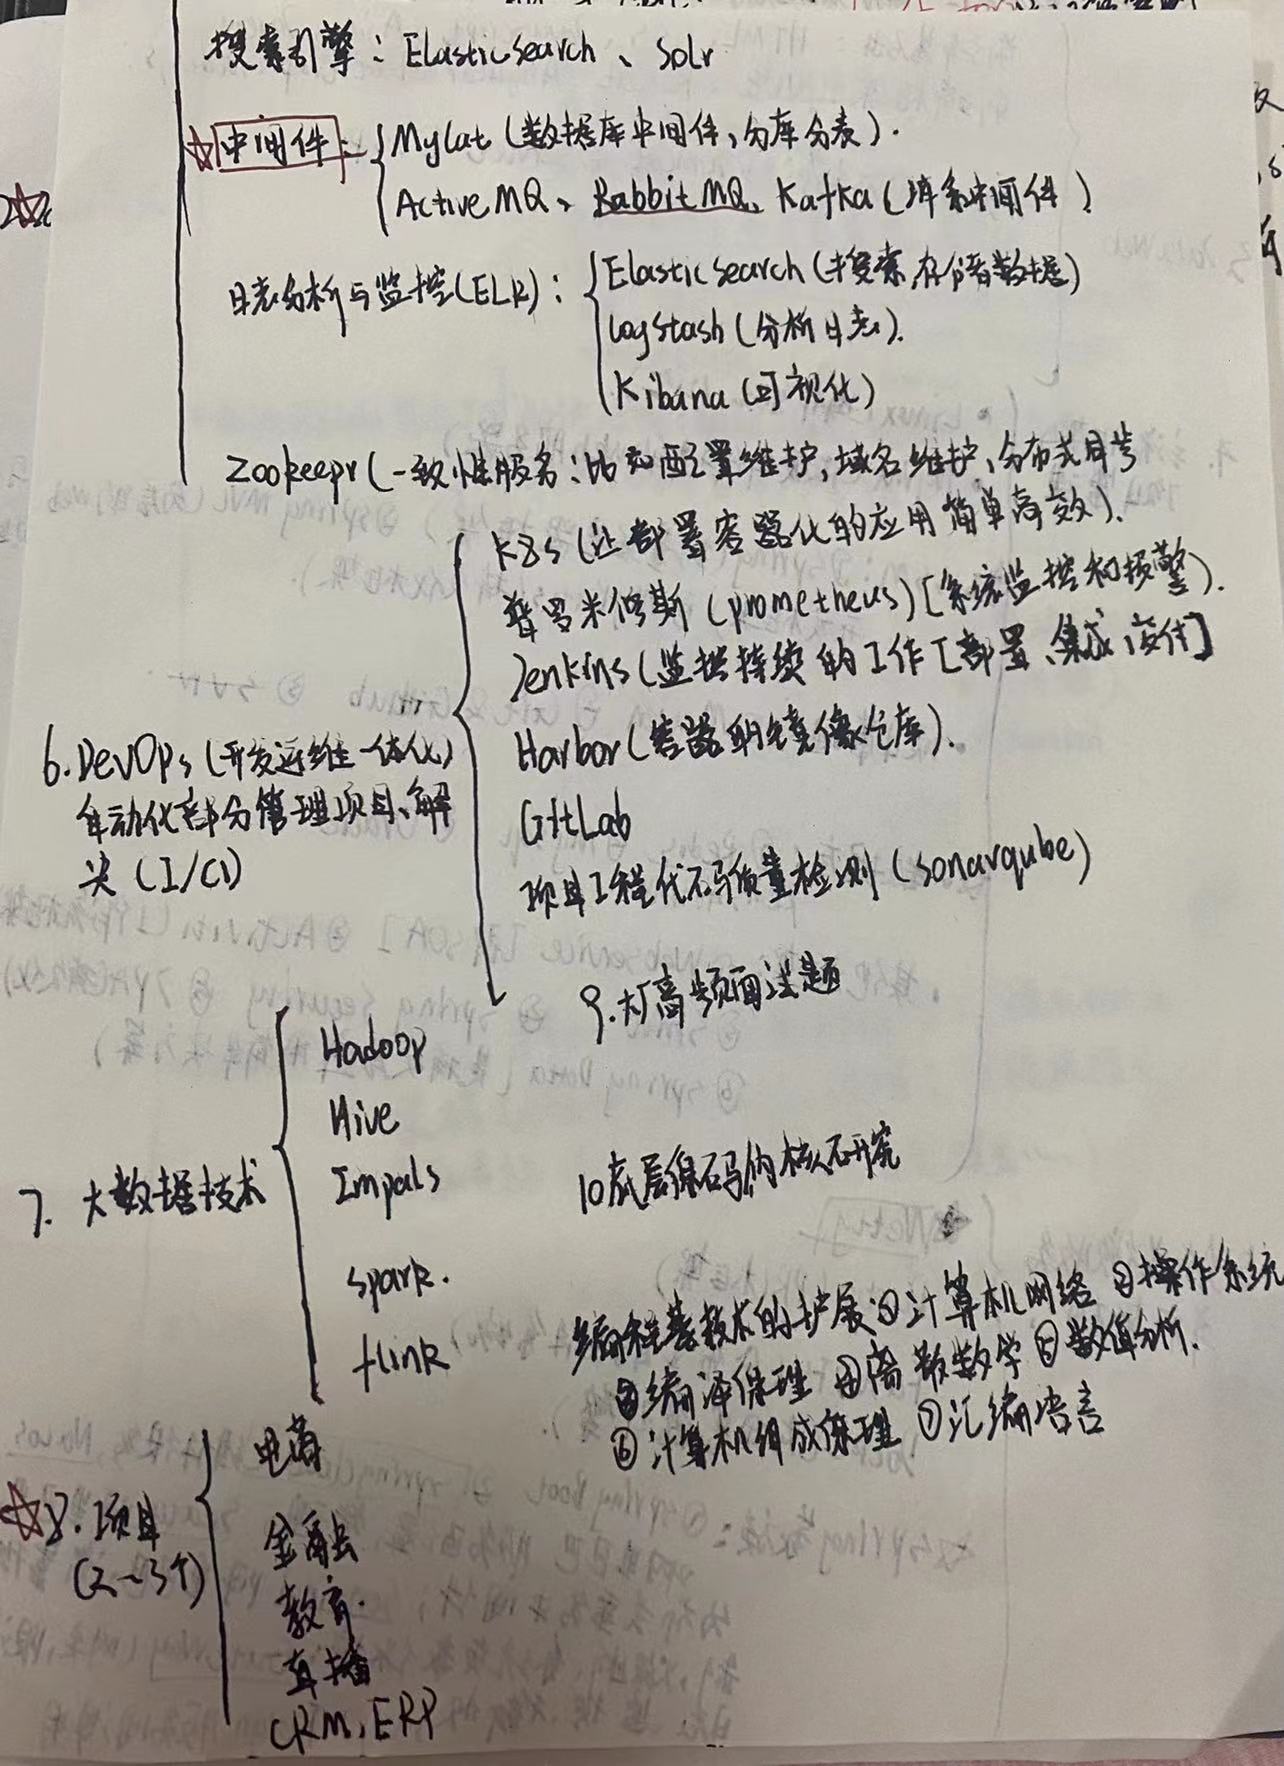 搜索引擎：Elasticsearch、Solr
中间件：Mycat（数据库中间件，分库分表）.
ActiveMQ、RabbitMQ、Kafka（中间件）
日志分析与监控（ELK）：Elasticsearch（搜索，存储数据）
Logstash（分析日志）.
Kibana（可视化）
Zookeepr（一致性服务：比如配置维护，域名维护，分布式同步
K8s（让部署容器化的应用简单高效）.
普罗米修斯（prometheus）[系统监控和报警）.
Jenkins（监控持续的工作[部署、集成、交付]
Harbor（容器的镜像仓库）.
GitLab
项目工程代码质量检测（sonarqube）
6.DevOps（开发运维一体化）
自动化部分管理项目、解
决（I/CI）
7.大数据技术
Hadoop
Hive
Impals
spark.
flink
☆8.项目
（2~3个）
电商
金融
教育.
直播
CRM、ERP
9.大厂高频面试题
10底层源码内核研究
编程基技术的扩展①计算机网络 ②操作系统
③编译原理 ④离散数学 ⑤数值分析.
⑥计算机组成原理 ⑦汇编语言